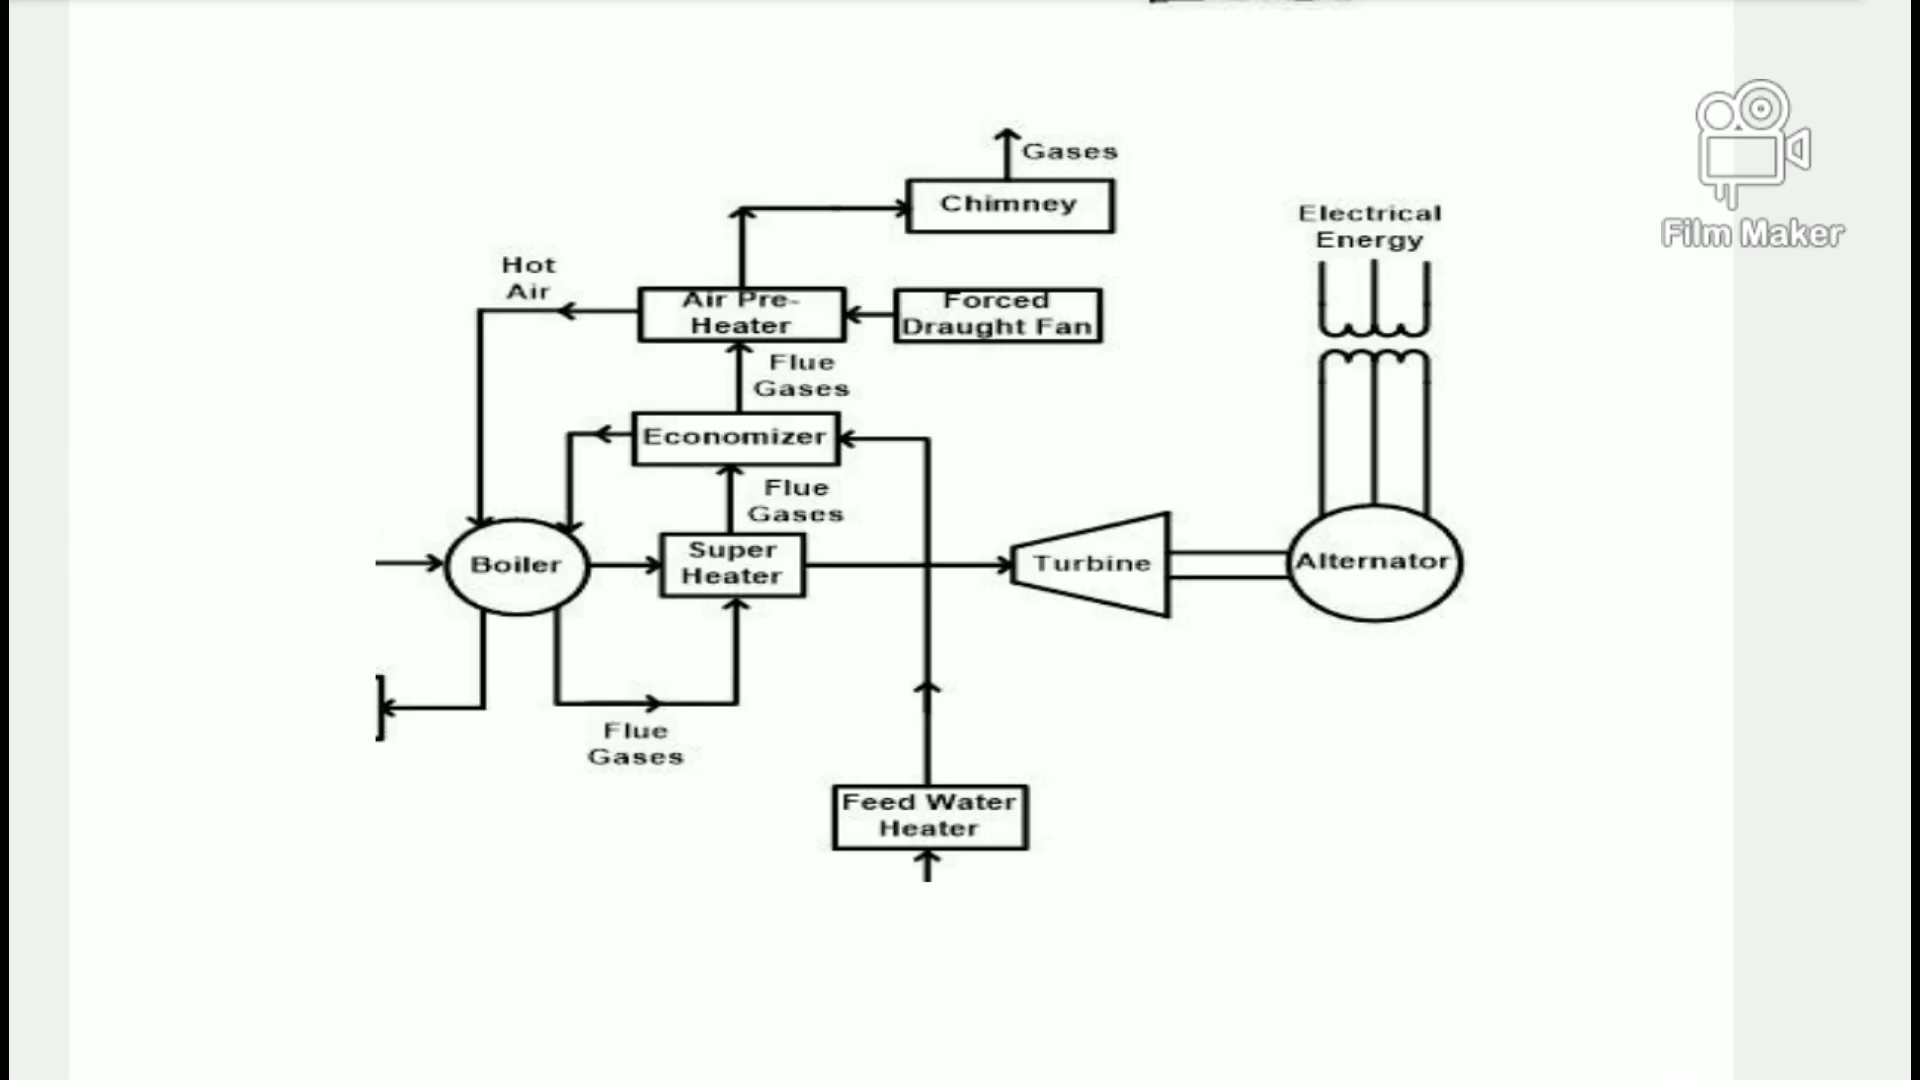 Gases
Chimney
Film Maker
Electrical
Energy
Hot
Air
Air Pre-
Heater
Forced
Draught Fan
Flue
Gases
Economizer
Flue
Gases
Boiler
Super
Heater
Turbine
Alternator
Flue
Gases
Feed Water
Heater